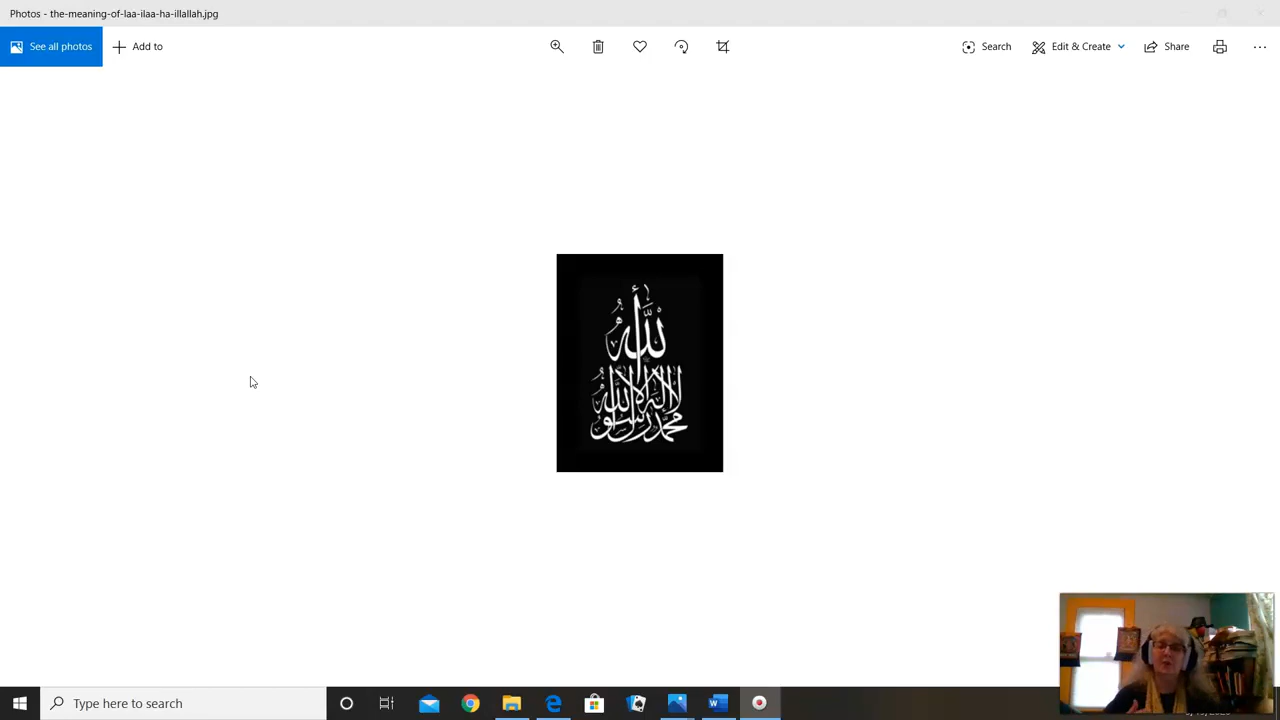 Photos - the-meaning-of-laa-ilaa-ha-illallah.jpg
See all photos
Add to
Search
Edit & Create
Share
لا إله إلا الله
محمد رسول الله
Type here to search